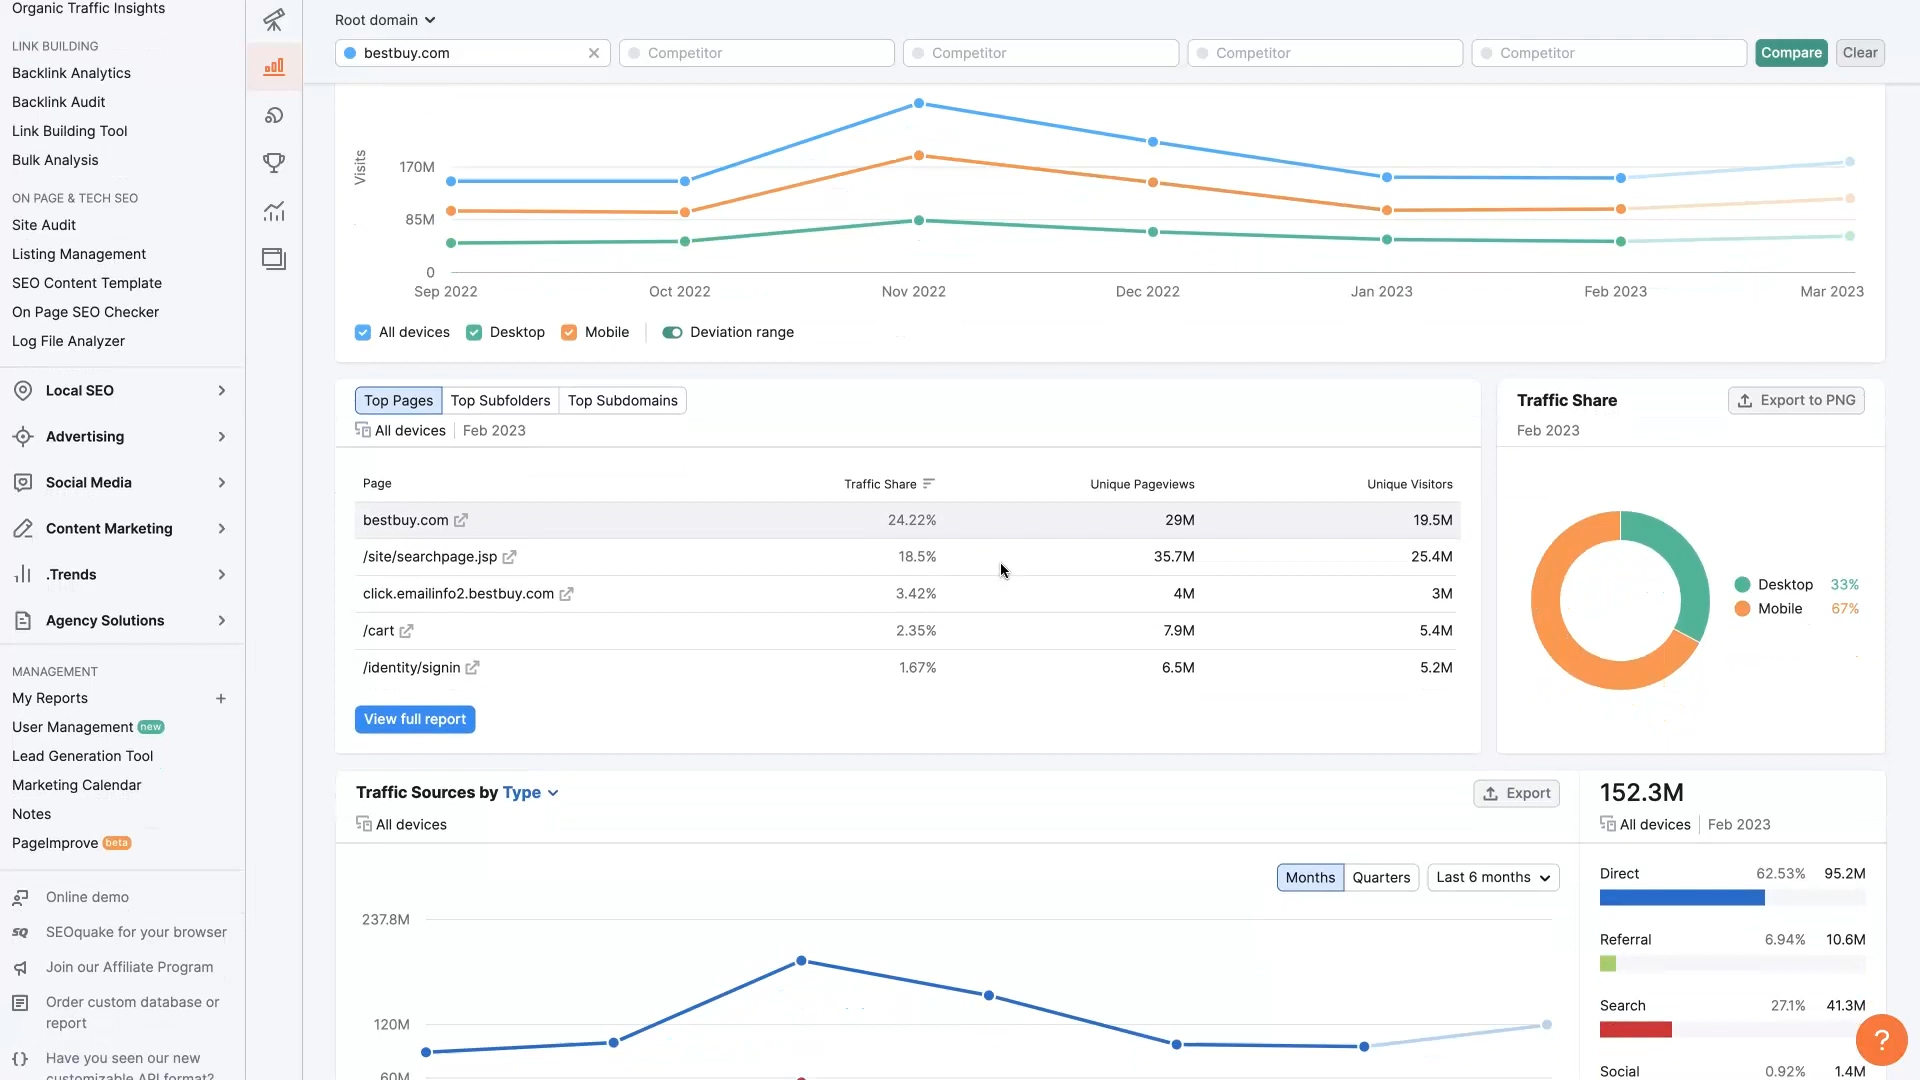 Organic Traffic Insights
LINK BUILDING
Backlink Analytics
Backlink Audit
Link Building Tool
Bulk Analysis
ON PAGE & TECH SEO
Site Audit
Listing Management
SEO Content Template
On Page SEO Checker
Log File Analyzer
Local SEO
Advertising
Social Media
Content Marketing
.Trends
Agency Solutions
MANAGEMENT
My Reports +
User Management new
Lead Generation Tool
Marketing Calendar
Notes
PageImprove beta
Online demo
SQ SEOquake for your browser
Join our Affiliate Program
Order custom database or
report
Have you seen our new
customizable API format?
Root domain
bestbuy.com Competitor Competitor Competitor Competitor Compare Clear
Visits
170M
85M
0
Sep 2022 Oct 2022 Nov 2022 Dec 2022 Jan 2023 Feb 2023 Mar 2023
All devices Desktop Mobile Deviation range
Top Pages Top Subfolders Top Subdomains
All devices Feb 2023
Page Traffic Share Unique Pageviews Unique Visitors
bestbuy.com 24.22% 29M 19.5M
/site/searchpage.jsp 18.5% 35.7M 25.4M
click.emailinfo2.bestbuy.com 3.42% 4M 3M
/cart 2.35% 7.9M 5.4M
/identity/signin 1.67% 6.5M 5.2M
View full report
Traffic Share Export to PNG
Feb 2023
Desktop 33%
Mobile 67%
Traffic Sources by Type Export
All devices
Months Quarters Last 6 months
237.8M
120M
60M
152.3M
All devices Feb 2023
Direct 62.53% 95.2M
Referral 6.94% 10.6M
Search 27.1% 41.3M
Social 0.92% 1.4M
?